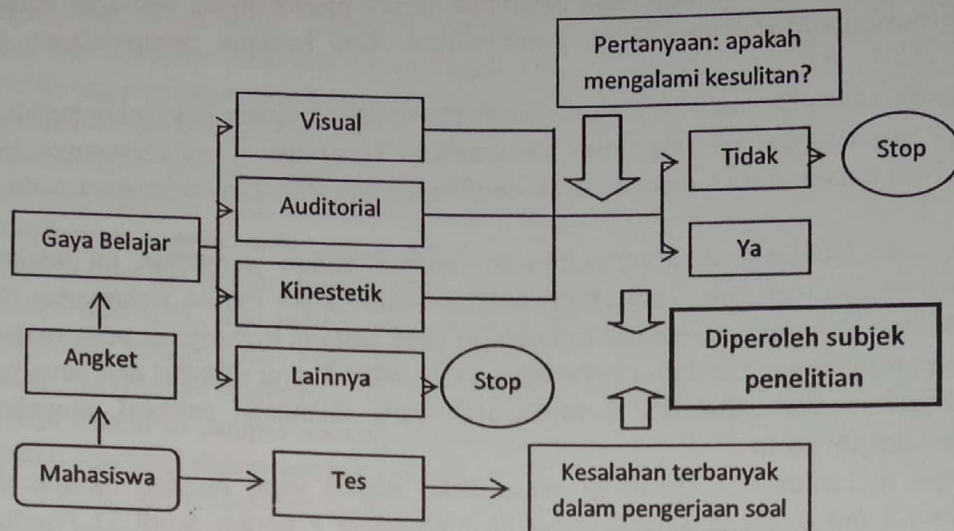 Pertanyaan: apakah
mengalami kesulitan?
Visual
Tidak
Stop
Auditorial
Gaya Belajar
Ya
Kinestetik
Diperoleh subjek
penelitian
Angket
Lainnya
Stop
Mahasiswa
Tes
Kesalahan terbanyak
dalam pengerjaan soal